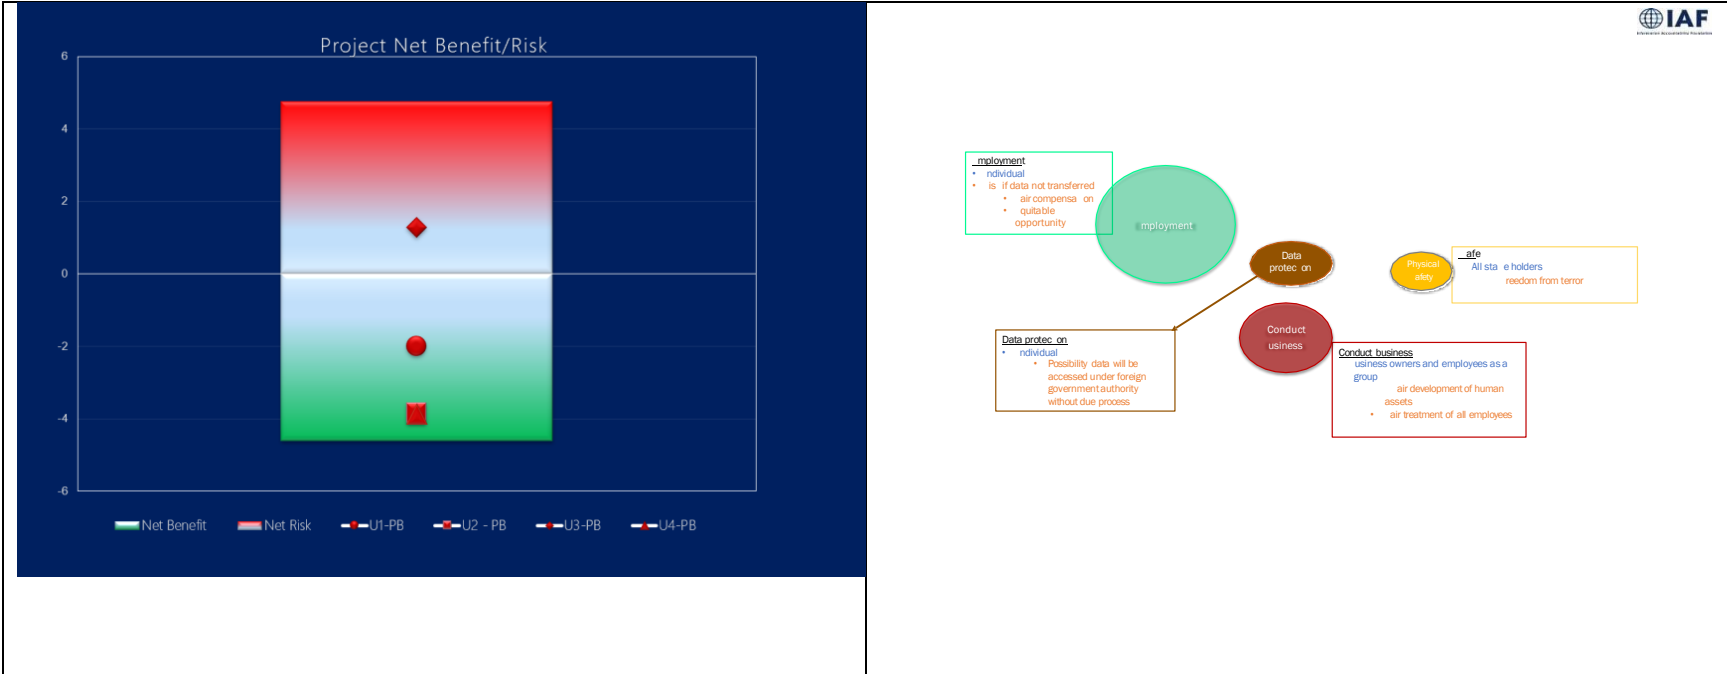 Project Net Benefit/Risk
6
4
2
0
-2
-4
-6
Net Benefit
Net Risk
U1-PB
U2 - PB
U3-PB
U4-PB
IAF
Information Accountability Foundation
mployment
• ndividual
• is if data not transferred
• air compensa on
• quitable
opportunity
mployment
Data
protec on
Physical
afety
afe
All sta e holders
reedom from terror
Conduct
usiness
Data protec on
• ndividual
• Possibility data will be
accessed under foreign
government authority
without due process
Conduct business
usiness owners and employees as a
group
air development of human
assets
• air treatment of all employees